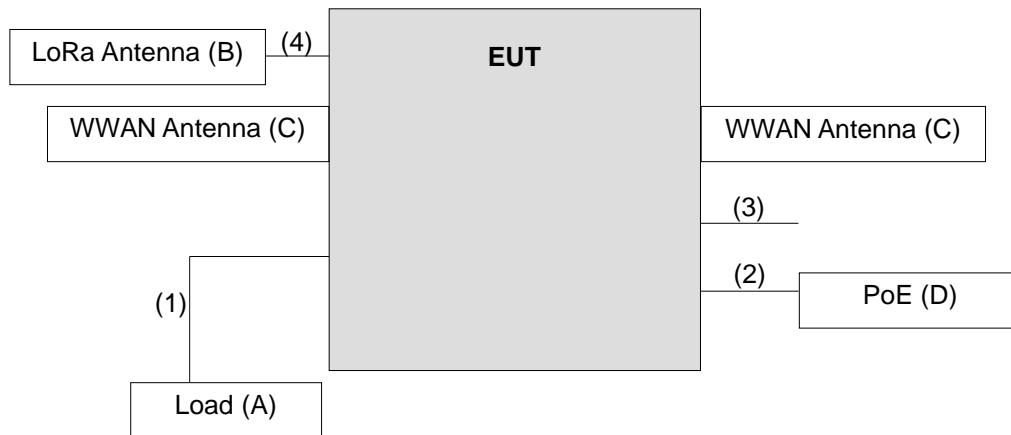 LoRa Antenna (B)
(4)
EUT
WWAN Antenna (C)
WWAN Antenna (C)
(3)
(2)
PoE (D)
(1)
Load (A)